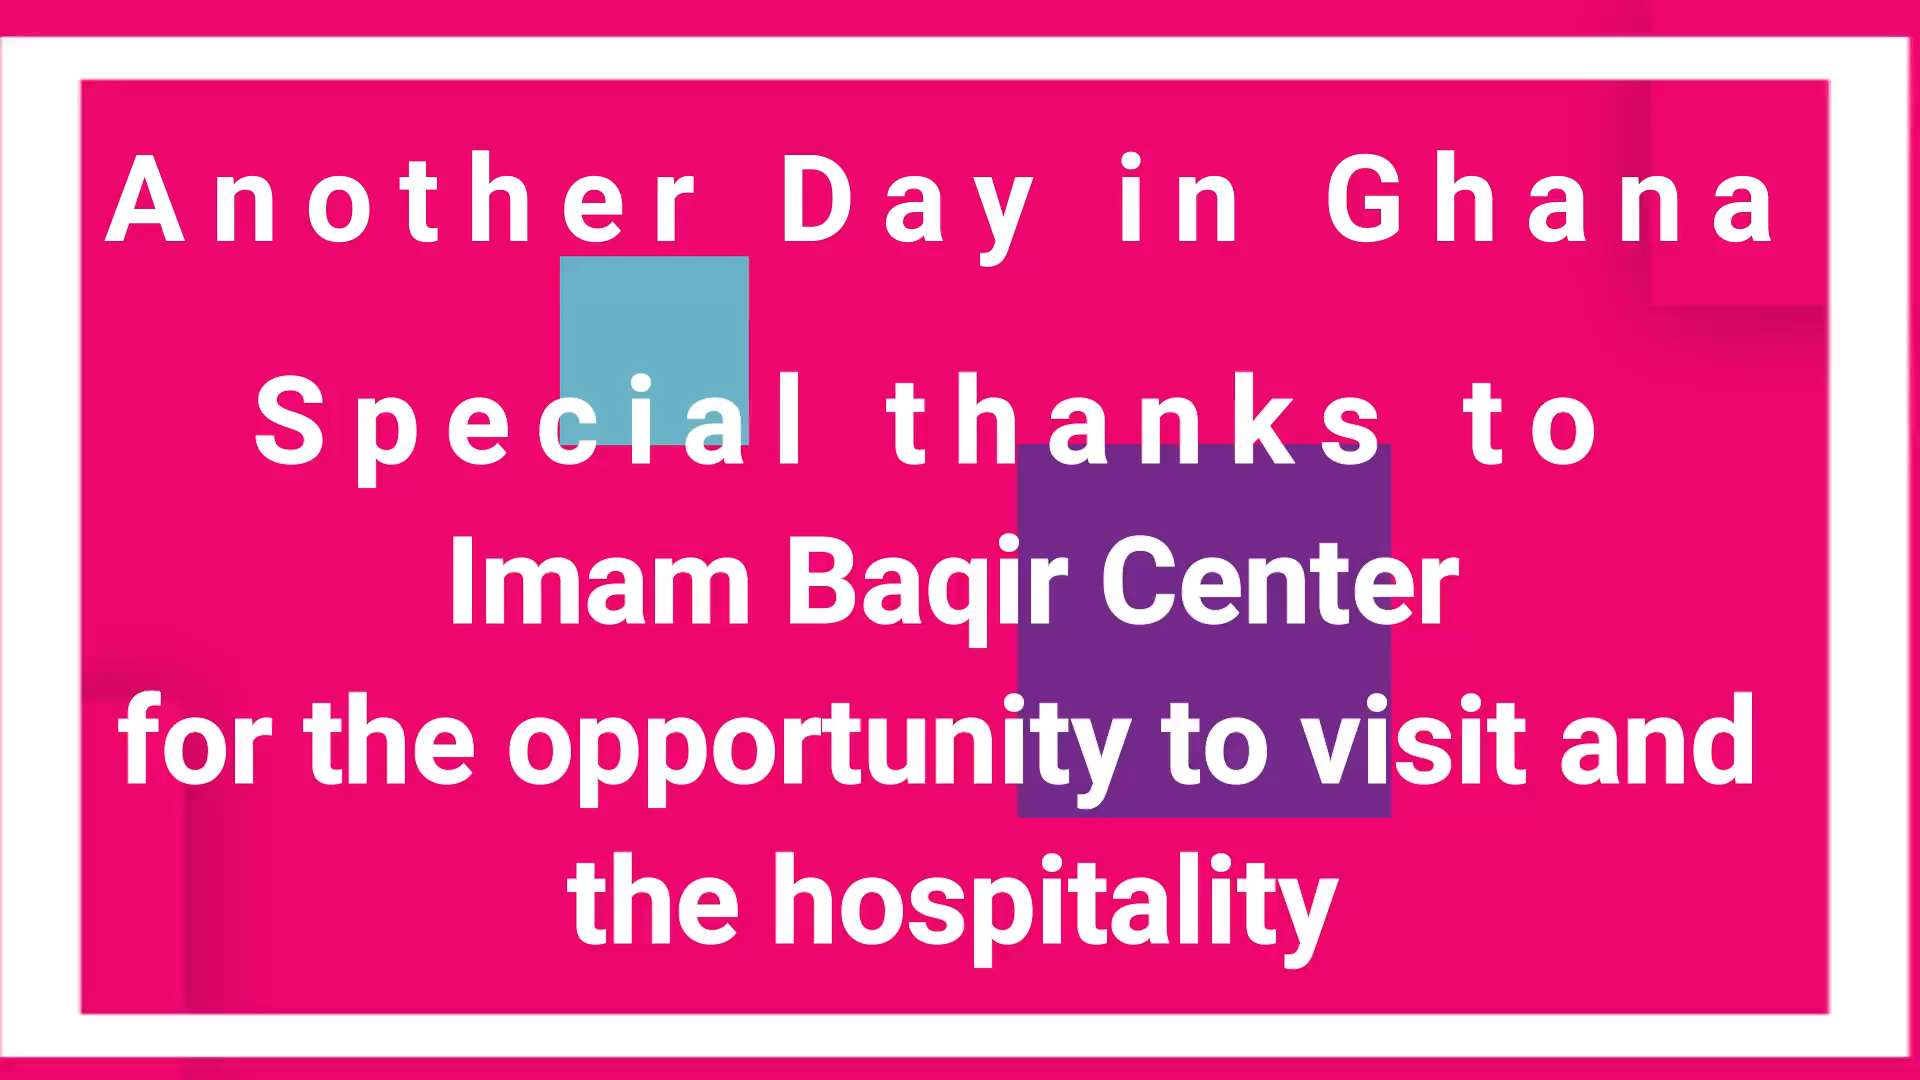 Another Day in Ghana
Special thanks to
Imam Baqir Center
for the opportunity to visit and
the hospitality